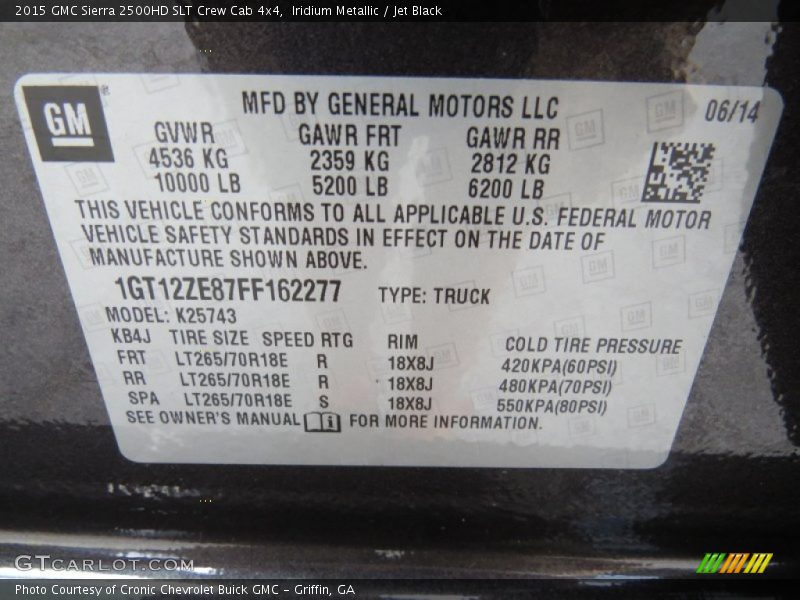 2015 GMC Sierra 2500HD SLT Crew Cab 4x4, Iridium Metallic / Jet Black
GM
MFD BY GENERAL MOTORS LLC 06/14
GVWR GAWR FRT GAWR RR
4536 KG 2359 KG 2812 KG
10000 LB 5200 LB 6200 LB
THIS VEHICLE CONFORMS TO ALL APPLICABLE U.S. FEDERAL MOTOR
VEHICLE SAFETY STANDARDS IN EFFECT ON THE DATE OF
MANUFACTURE SHOWN ABOVE.
1GT12ZE87FF162277 TYPE: TRUCK
MODEL: K25743
KB4J TIRE SIZE SPEED RTG RIM COLD TIRE PRESSURE
FRT LT265/70R18E R 18X8J 420KPA(60PSI)
RR LT265/70R18E R 18X8J 480KPA(70PSI)
SPA LT265/70R18E S 18X8J 550KPA(80PSI)
SEE OWNER'S MANUAL i FOR MORE INFORMATION.
GTcarlot.com
Photo Courtesy of Cronic Chevrolet Buick GMC - Griffin, GA